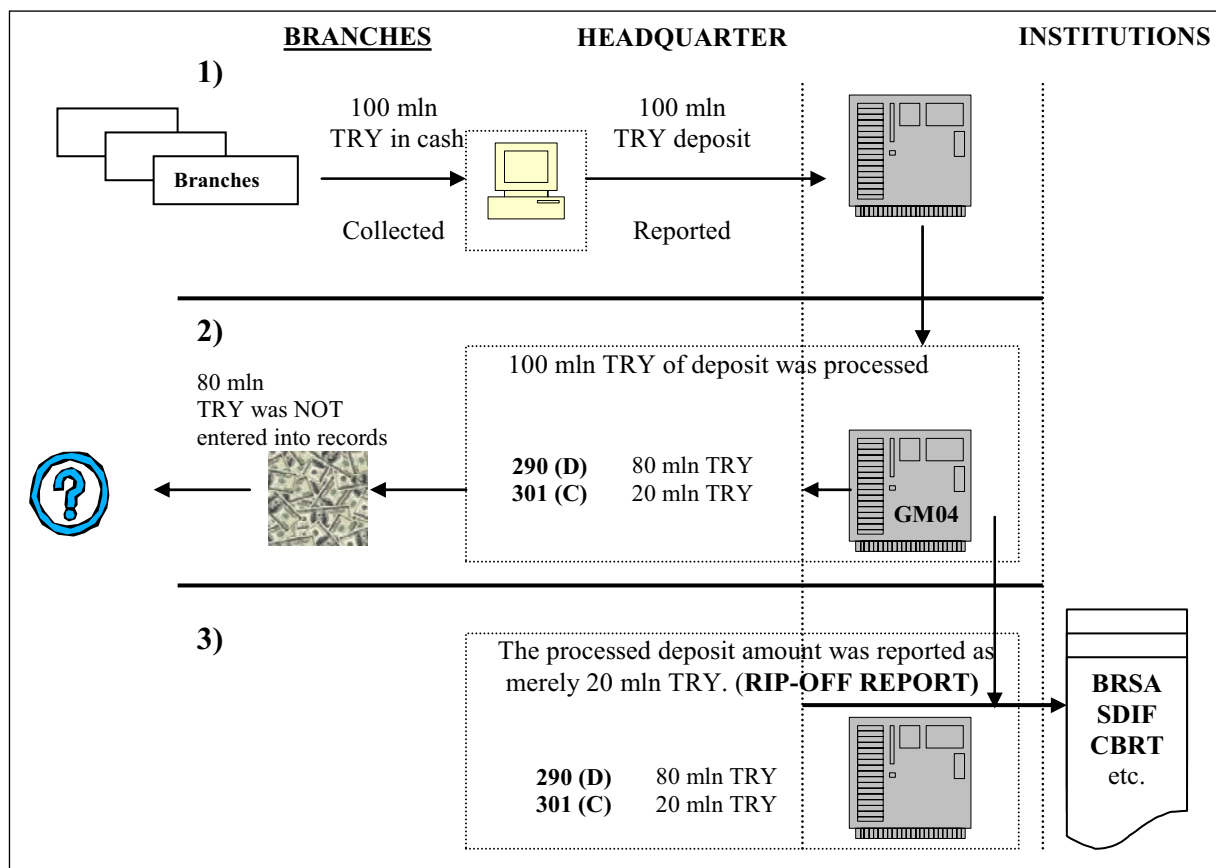 BRANCHES HEADQUARTER INSTITUTIONS
1)
100 mln
TRY in cash
100 mln
TRY deposit
Branches
Collected
Reported
2)
100 mln TRY of deposit was processed
80 mln
TRY was NOT
entered into records
290 (D) 80 mln TRY
301 (C) 20 mln TRY
GM04
3)
The processed deposit amount was reported as
merely 20 mln TRY. (RIP-OFF REPORT)
290 (D) 80 mln TRY
301 (C) 20 mln TRY
BRSA
SDIF
CBRT
etc.